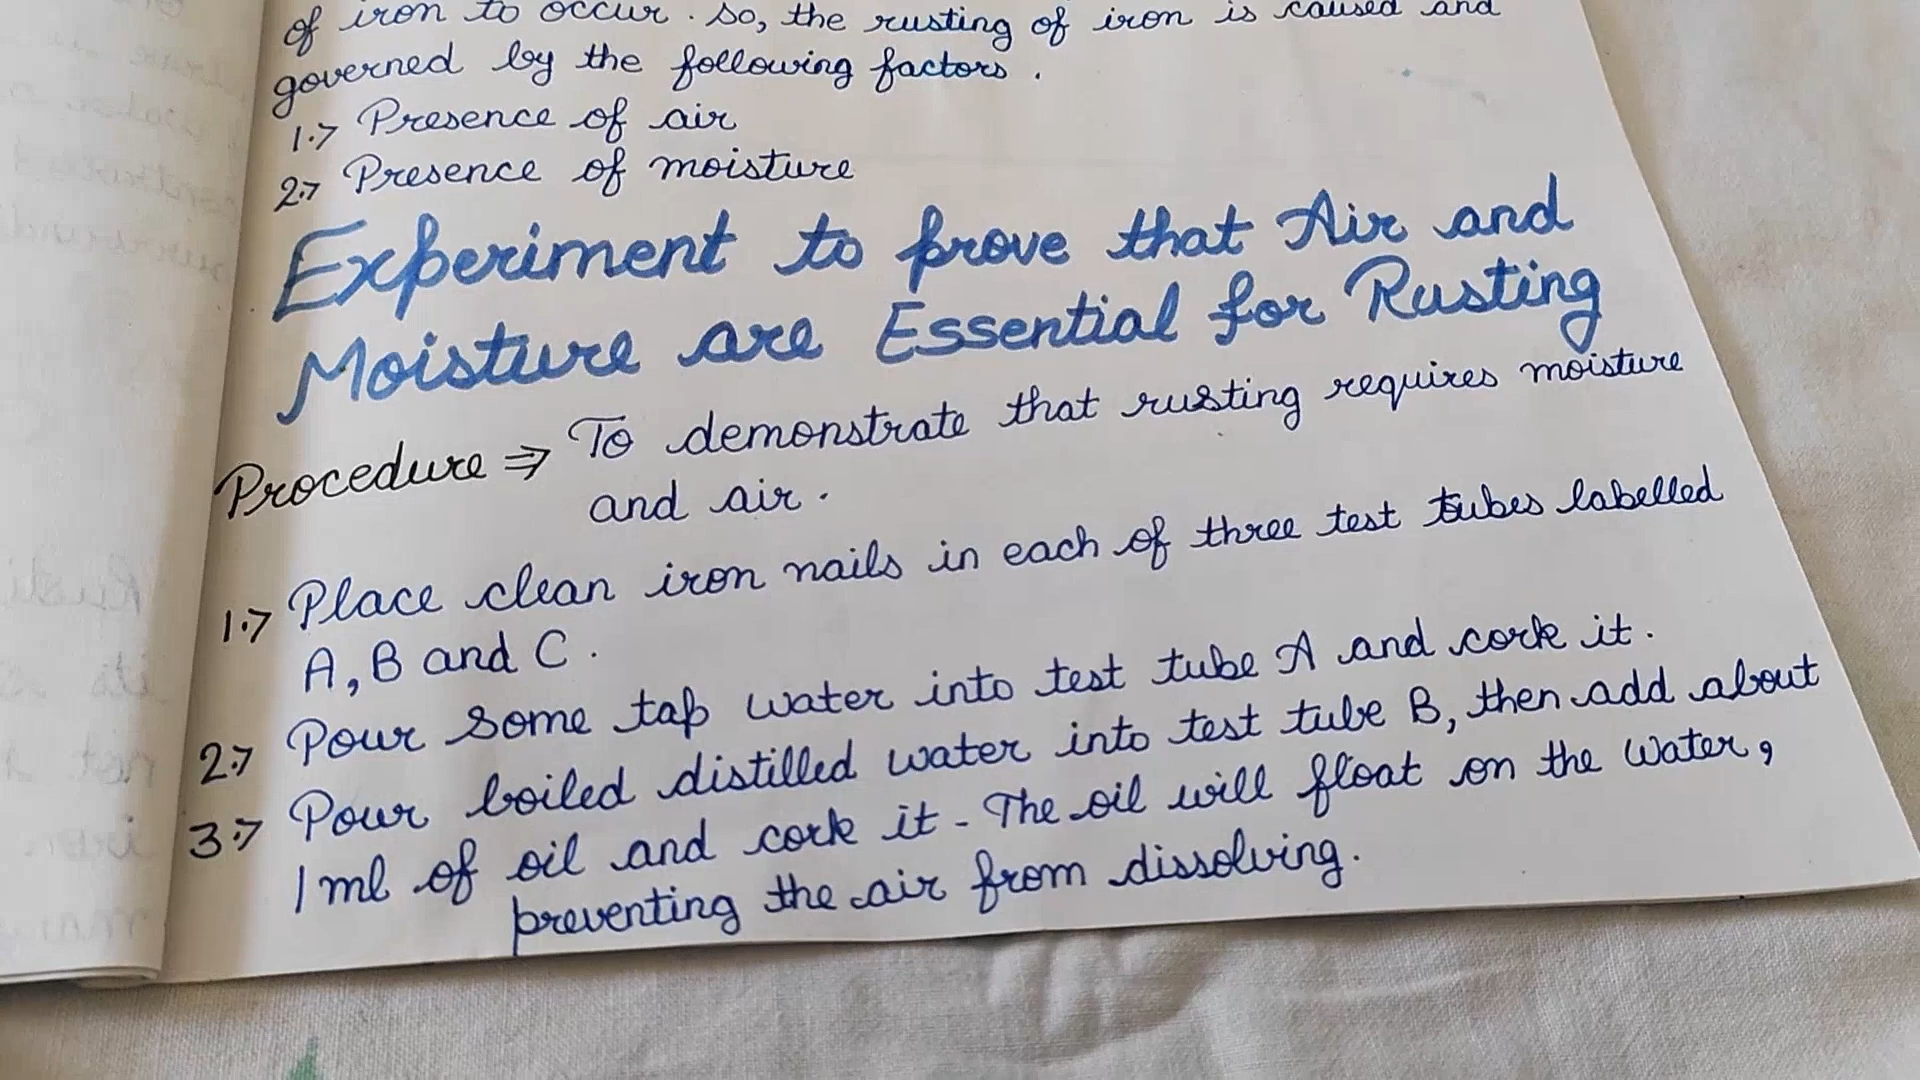 of iron to occur. So, the rusting of iron is caused and
governed by the following factors.
1.> Presence of air
2.> Presence of moisture
Experiment to prove that Air and
Moisture are Essential for Rusting
Procedure ⇒ To demonstrate that rusting requires moisture
and air.
1.> Place clean iron nails in each of three test tubes labelled
A, B and C.
2.> Pour some tap water into test tube A and cork it.
3.> Pour boiled distilled water into test tube B, then add about
1 ml of oil and cork it. The oil will float on the water,
preventing the air from dissolving.